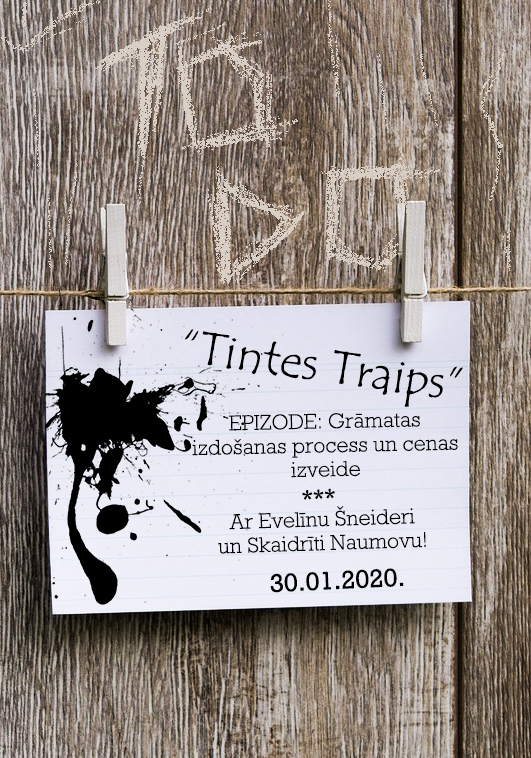 TO
DO
"Tintes Traips"
EPIZODE: Grāmatas
izdošanas process un cenas
izveide
***
Ar Evelīnu Šneideri
un Skaidrīti Naumovu!
30.01.2020.